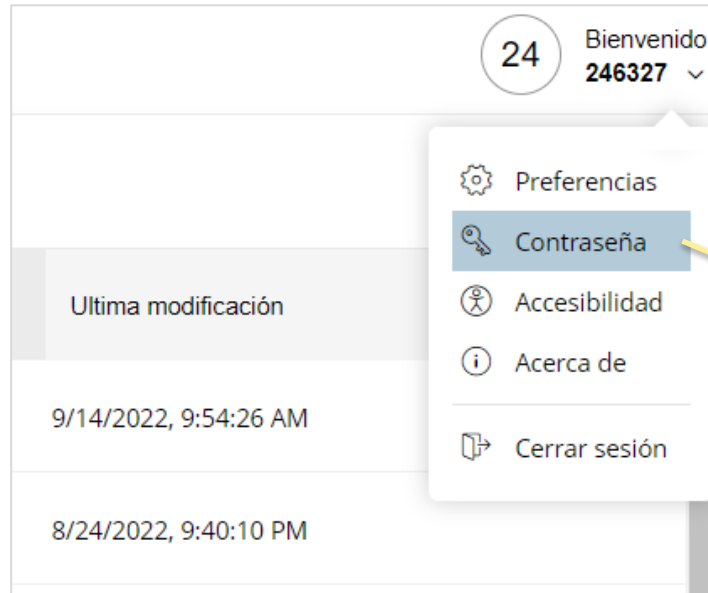 24
Bienvenido
246327
Preferencias
Contraseña
Accesibilidad
Acerca de
Cerrar sesión
Ultima modificación
9/14/2022, 9:54:26 AM
8/24/2022, 9:40:10 PM